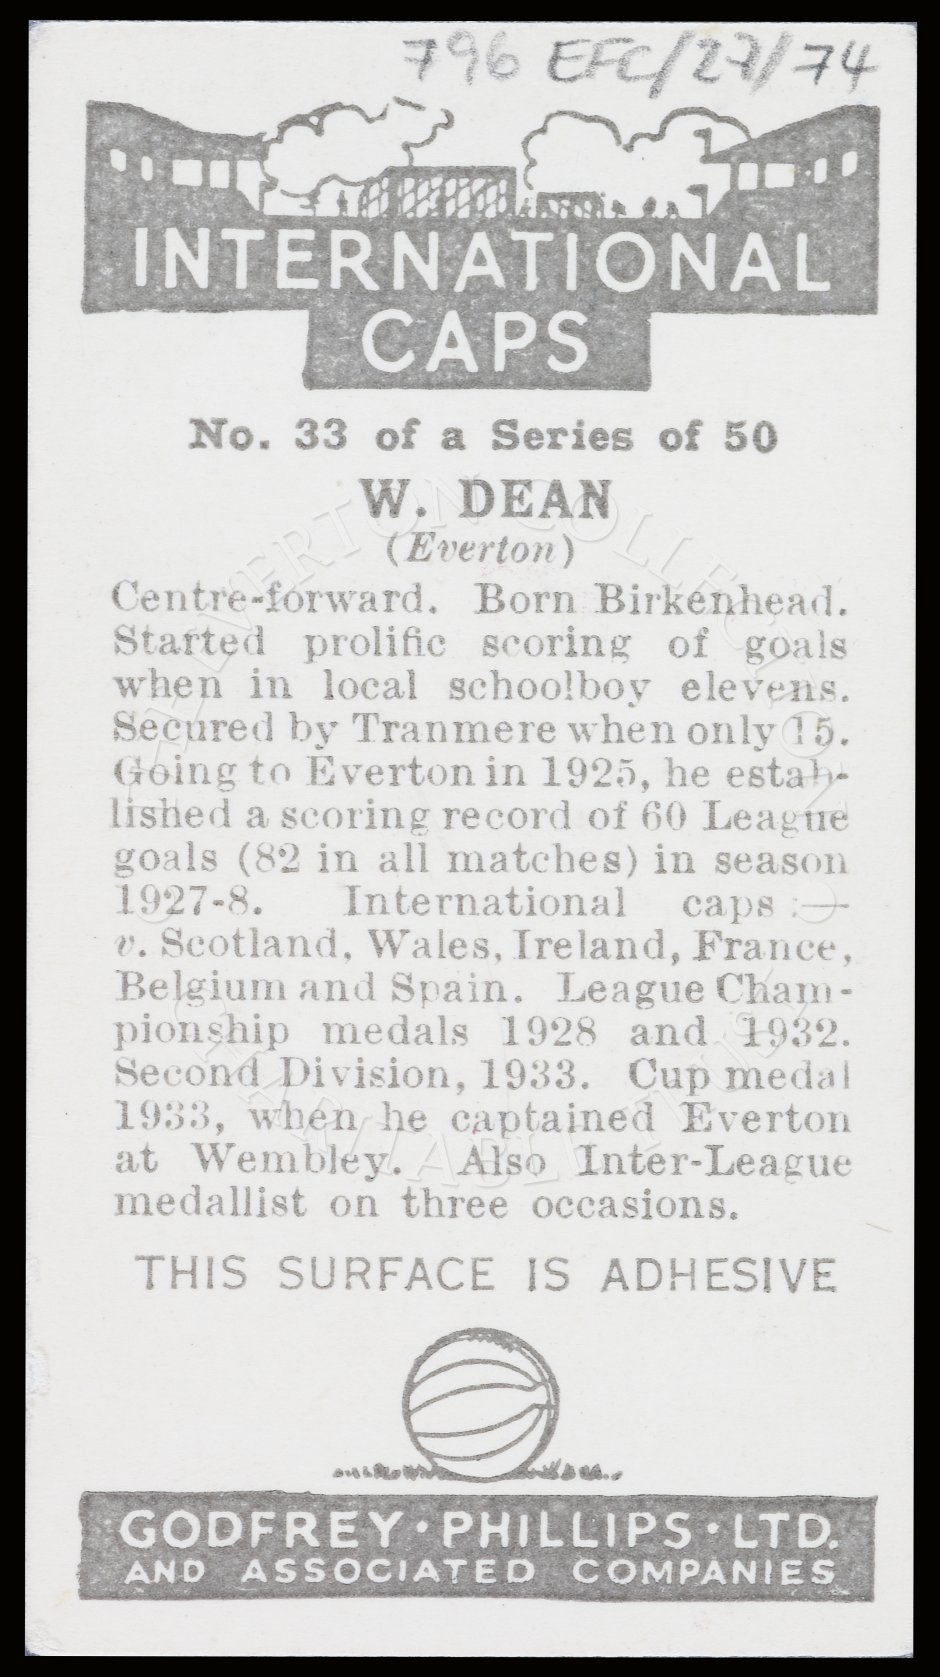 796 EFC/27/74
INTERNATIONAL
CAPS
No. 33 of a Series of 50
W. DEAN
(Everton)
Centre-forward. Born Birkenhead.
Started prolific scoring of goals
when in local schoolboy elevens.
Secured by Tranmere when only 15.
Going to Everton in 1925, he estab-
lished a scoring record of 60 League
goals (82 in all matches) in season
1927-8. International caps :—
v. Scotland, Wales, Ireland, France,
Belgium and Spain. League Cham-
pionship medals 1928 and 1932.
Second Division, 1933. Cup medal
1933, when he captained Everton
at Wembley. Also Inter-League
medallist on three occasions.
THIS SURFACE IS ADHESIVE
GODFREY · PHILLIPS · LTD.
AND ASSOCIATED COMPANIES
THE EVERTON COLLECTION
CHARITABLE TRUST